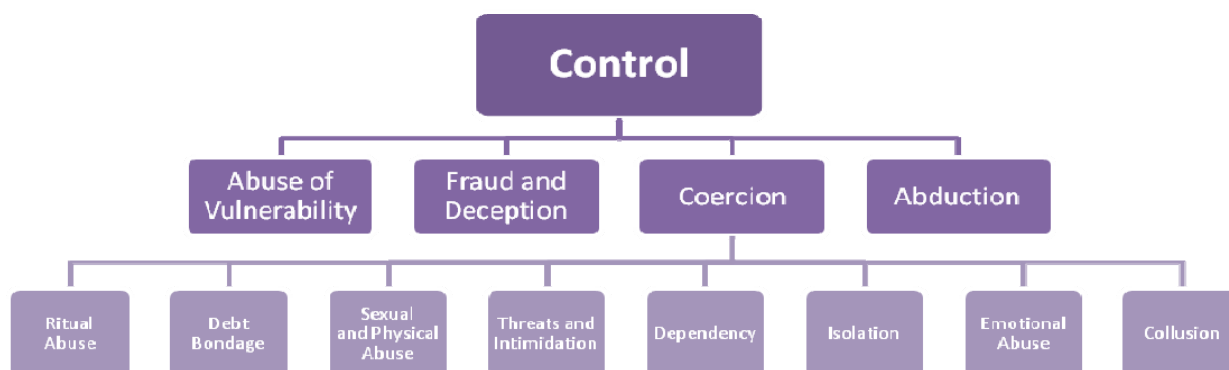 Control
Abuse of
Vulnerability
Fraud and
Deception
Coercion
Abduction
Ritual
Abuse
Debt
Bondage
Sexual
and Physical
Abuse
Threats and
Intimidation
Dependency
Isolation
Emotional
Abuse
Collusion